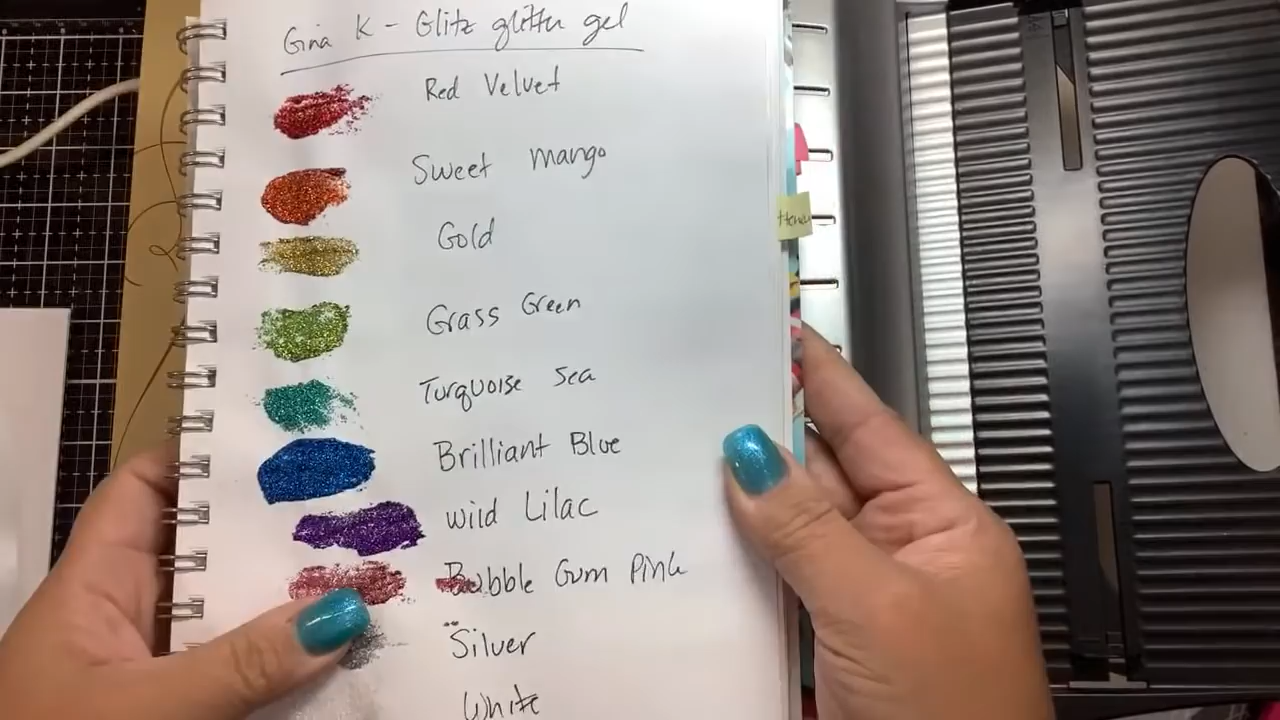 Gina K - Glitz glitter gel
Red Velvet
Sweet mango
Gold
Grass Green
Turquoise Sea
Brilliant Blue
Wild Lilac
Bubble Gum Pink
Silver
White